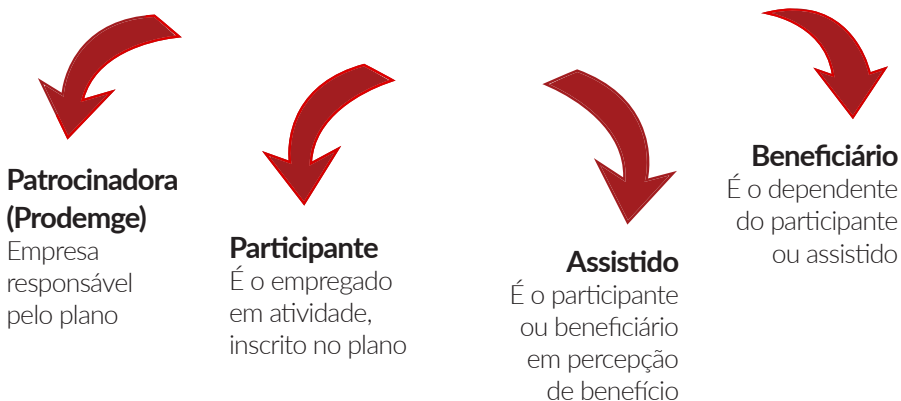 Patrocinadora
(Prodemge)
Empresa
responsável
pelo plano
Participante
É o empregado
em atividade,
inscrito no plano
Assistido
É o participante
ou beneficiário
em percepção
de benefício
Beneficiário
É o dependente
do participante
ou assistido